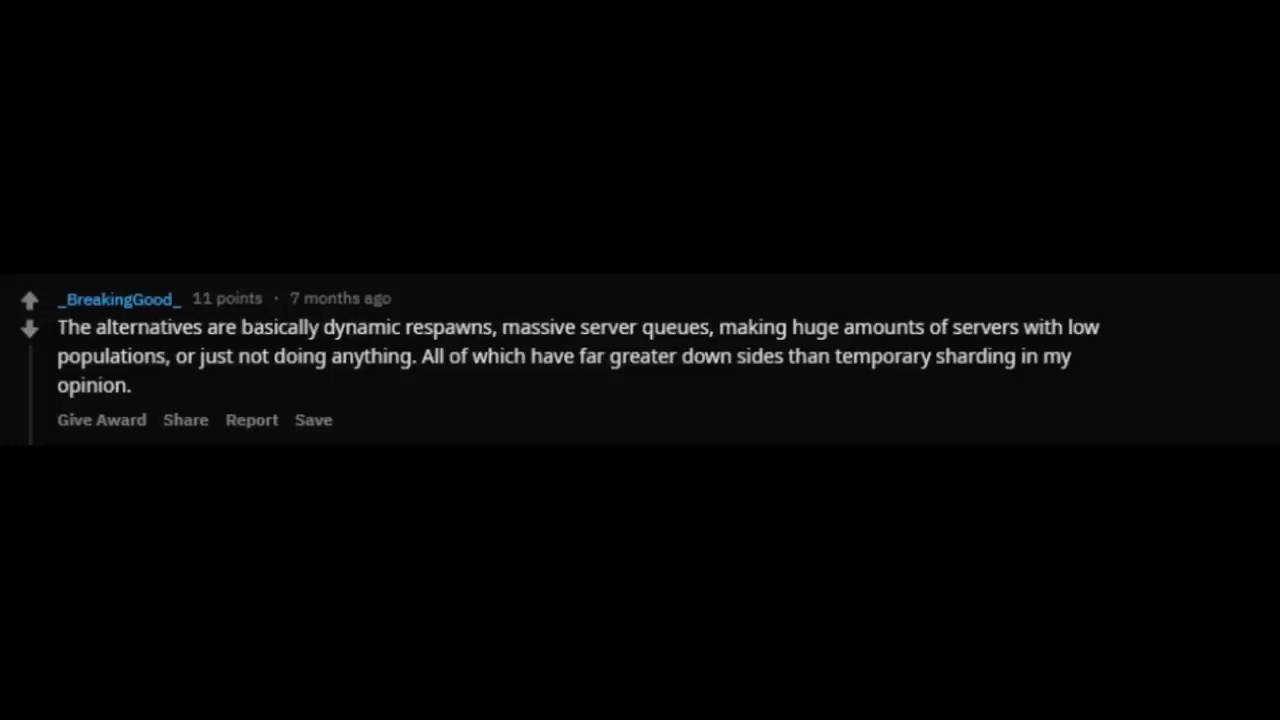 _BreakingGood_ 11 points · 7 months ago
The alternatives are basically dynamic respawns, massive server queues, making huge amounts of servers with low
populations, or just not doing anything. All of which have far greater down sides than temporary sharding in my
opinion.
Give Award Share Report Save